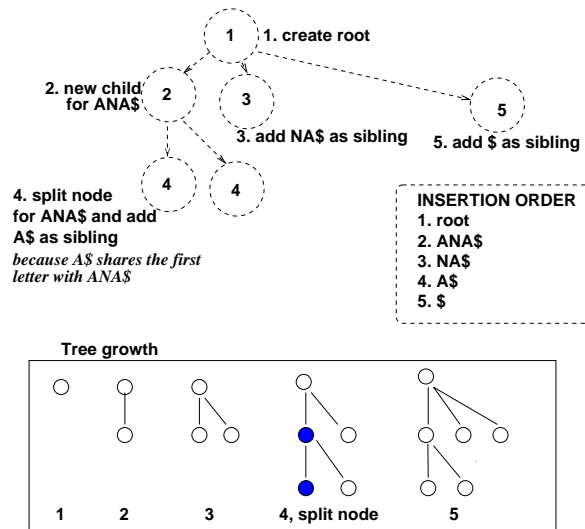 1
1. create root
2. new child
for ANA$
2
3
5
3. add NA$ as sibling
5. add $ as sibling
4
4
4. split node
for ANA$ and add
A$ as sibling
because A$ shares the first
letter with ANA$
INSERTION ORDER
1. root
2. ANA$
3. NA$
4. A$
5. $
Tree growth
1
2
3
4, split node
5